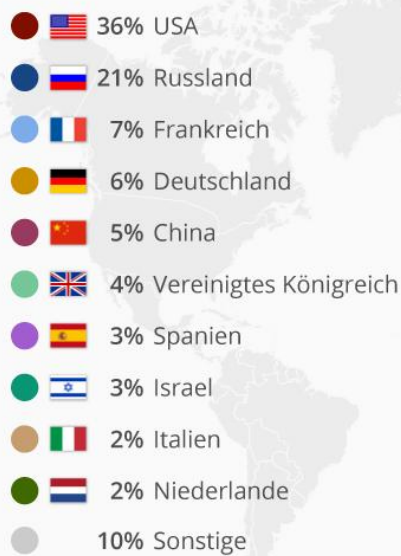 36% USA
21% Russland
7% Frankreich
6% Deutschland
5% China
4% Vereinigtes Königreich
3% Spanien
3% Israel
2% Italien
2% Niederlande
10% Sonstige